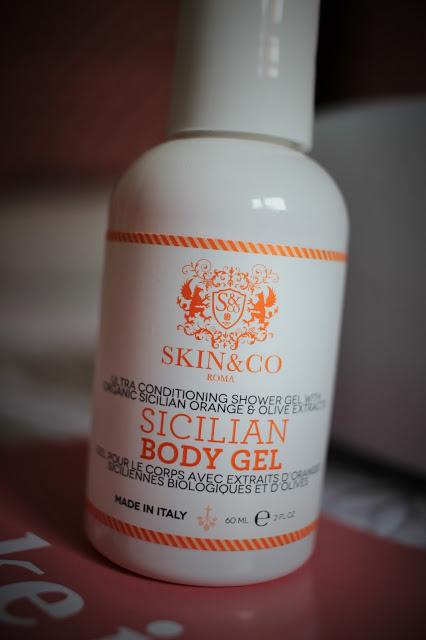 S&CO
SKIN&CO
ROMA
ULTRA CONDITIONING SHOWER GEL WITH
ORGANIC SICILIAN ORANGE & OLIVE EXTRACTS
SICILIAN
BODY GEL
GEL POUR LE CORPS AVEC EXTRAITS D'ORANGES
SICILIENNES BIOLOGIQUES ET D'OLIVES
MADE IN ITALY 60 ML ℮ 2 FL OZ
ke i